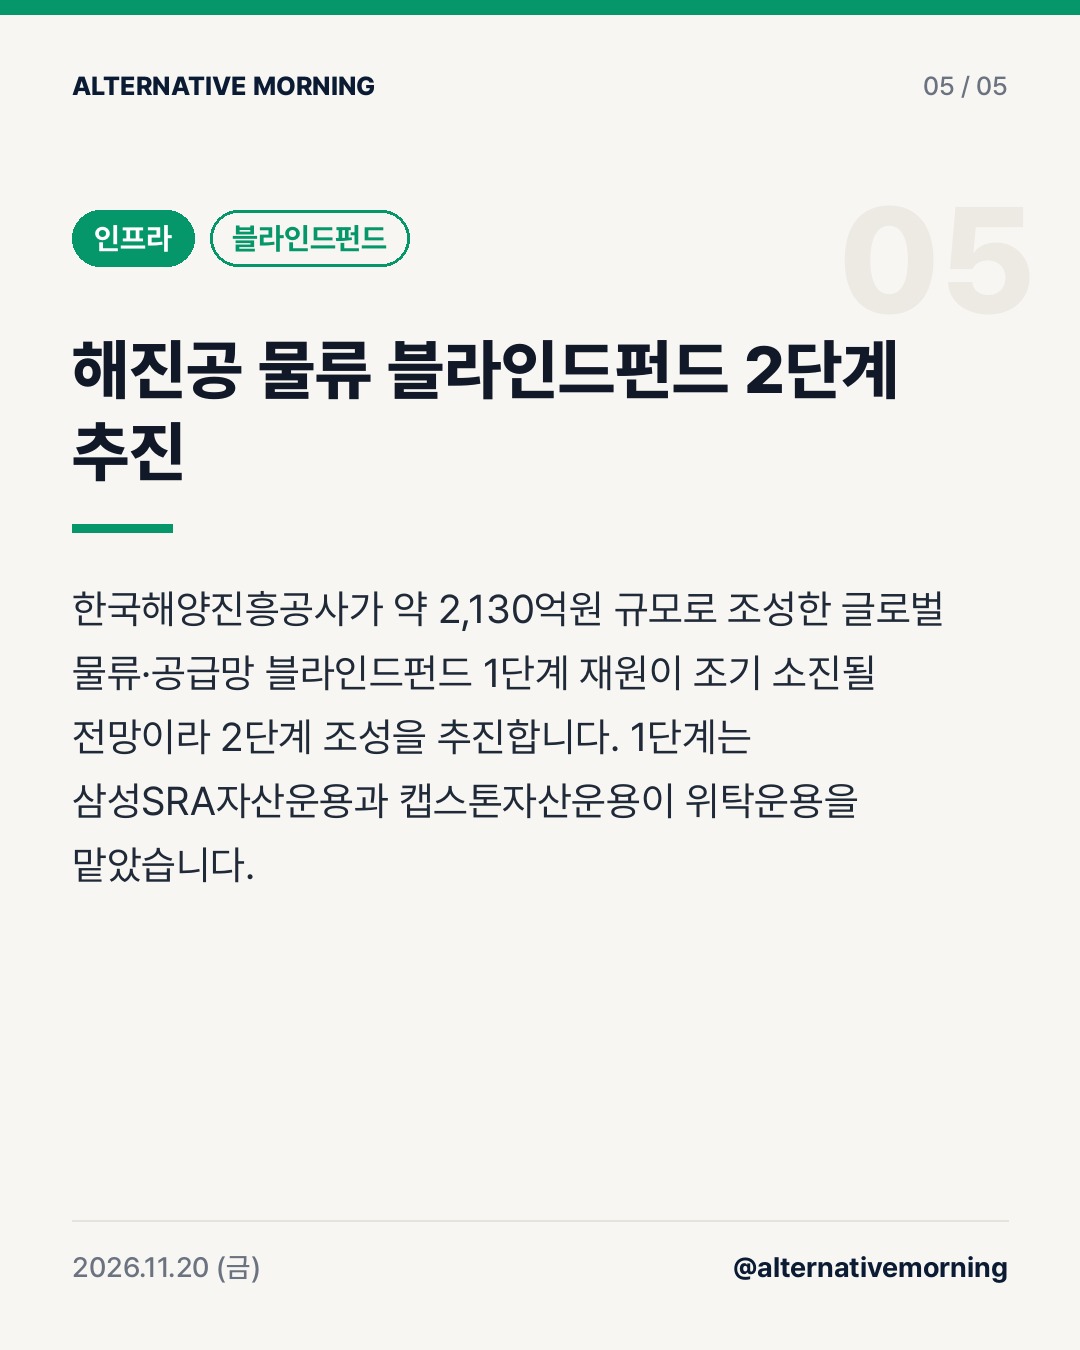 ALTERNATIVE MORNING
05 / 05
인프라
블라인드펀드
05
해진공 물류 블라인드펀드 2단계
추진
한국해양진흥공사가 약 2,130억원 규모로 조성한 글로벌
물류·공급망 블라인드펀드 1단계 재원이 조기 소진될
전망이라 2단계 조성을 추진합니다. 1단계는
삼성SRA자산운용과 캡스톤자산운용이 위탁운용을
맡았습니다.
2026.11.20 (금)
@alternativemorning